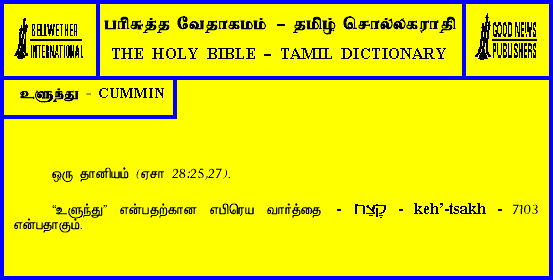 BELLWETHER
INTERNATIONAL
பரிசுத்த வேதாகமம் – தமிழ் சொல்லகராதி
THE HOLY BIBLE – TAMIL DICTIONARY
GOOD NEWS
PUBLISHERS
உளுந்து - CUMMIN
ஒரு தானியம் (ஏசா 28:25,27).
“உளுந்து” என்பதற்கான எபிரெய வார்த்தை - קֶצַח - keh’-tsakh - 7103
என்பதாகும்.